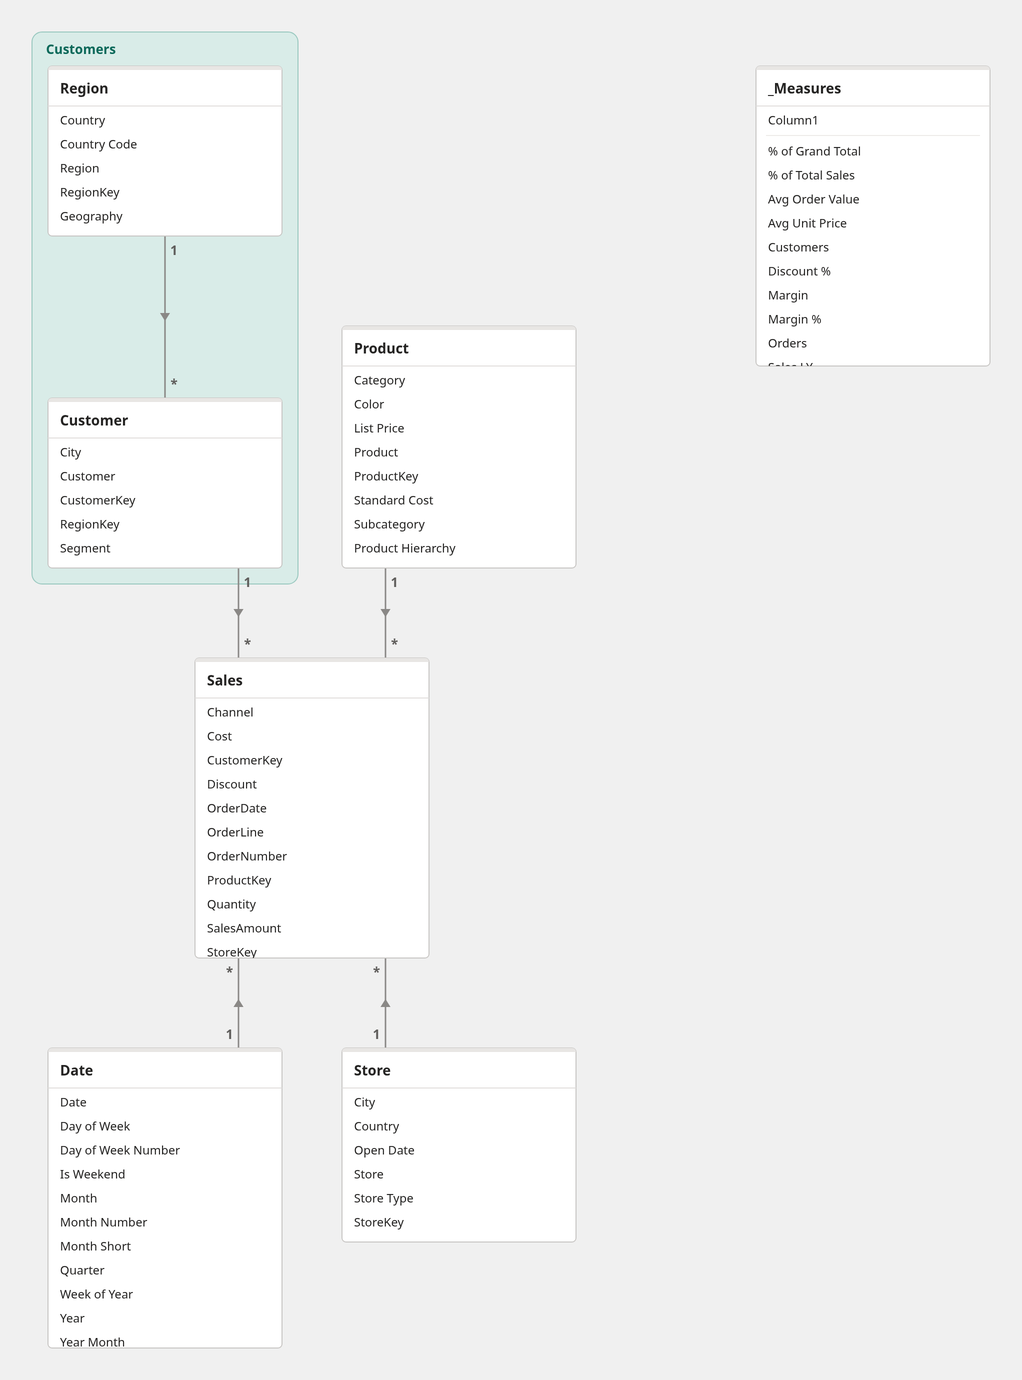 Customers
Region
Country
Country Code
Region
RegionKey
Geography
1
*
Customer
City
Customer
CustomerKey
RegionKey
Segment
1
*
Product
Category
Color
List Price
Product
ProductKey
Standard Cost
Subcategory
Product Hierarchy
1
*
_Measures
Column1
% of Grand Total
% of Total Sales
Avg Order Value
Avg Unit Price
Customers
Discount %
Margin
Margin %
Orders
Sales LY
Sales
Channel
Cost
CustomerKey
Discount
OrderDate
OrderLine
OrderNumber
ProductKey
Quantity
SalesAmount
StoreKey
*
1
*
1
Date
Date
Day of Week
Day of Week Number
Is Weekend
Month
Month Number
Month Short
Quarter
Week of Year
Year
Year Month
Store
City
Country
Open Date
Store
Store Type
StoreKey